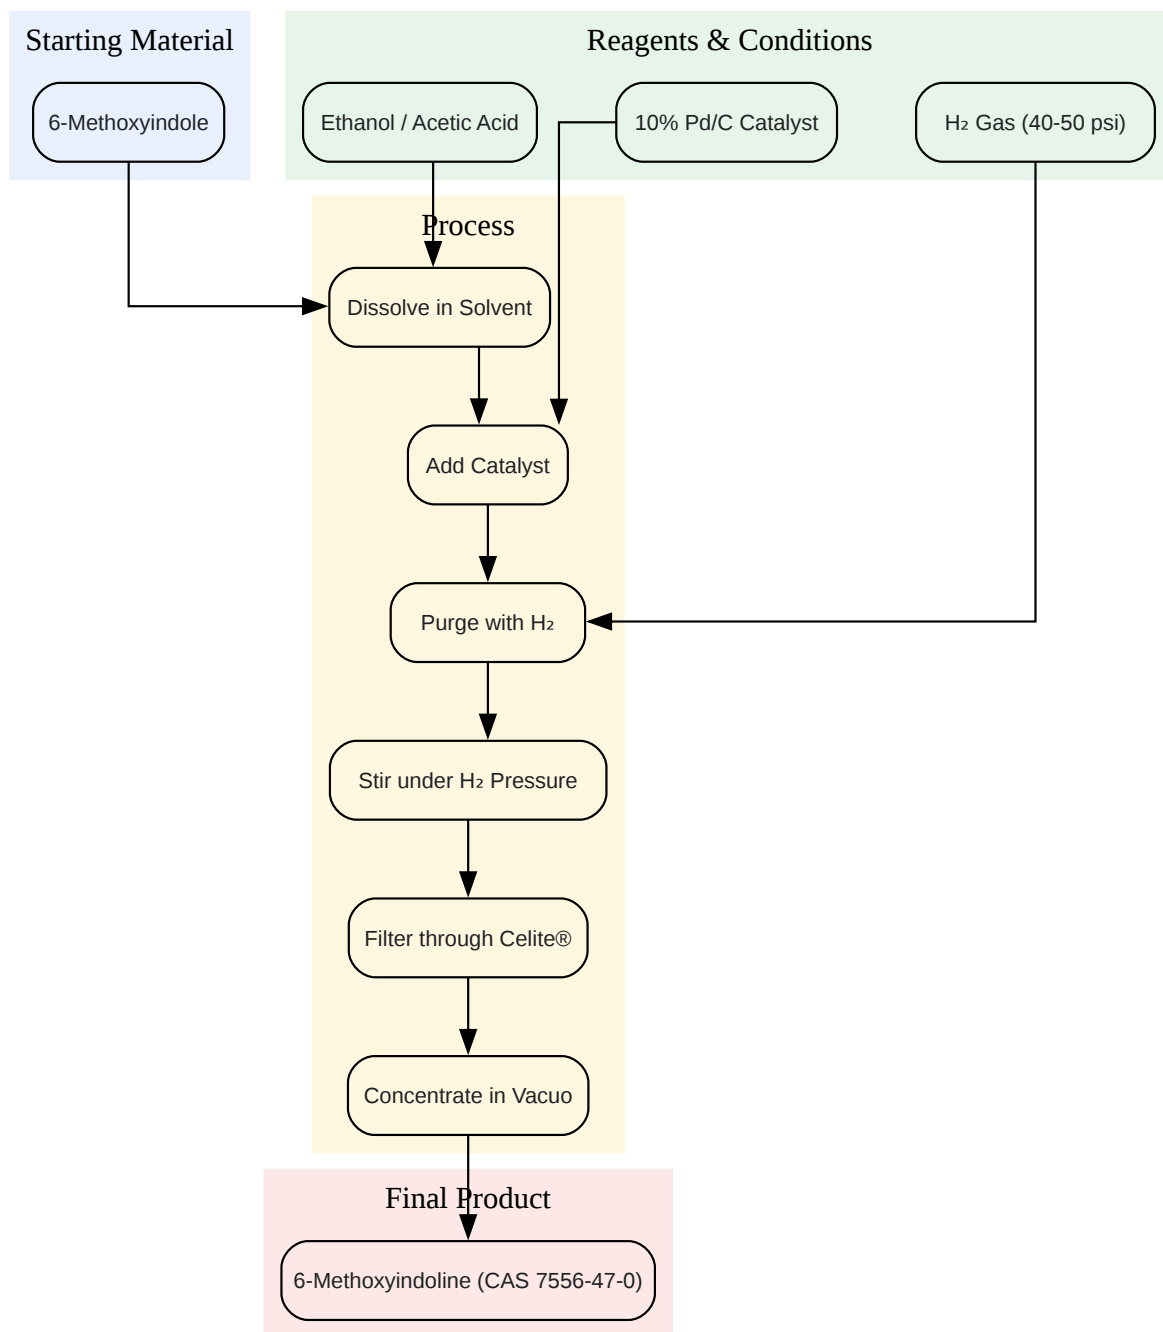 Starting Material
Reagents & Conditions
6-Methoxyindole
Ethanol / Acetic Acid
10% Pd/C Catalyst
H₂ Gas (40-50 psi)
Process
Dissolve in Solvent
Add Catalyst
Purge with H₂
Stir under H₂ Pressure
Filter through Celite®
Concentrate in Vacuo
Final Product
6-Methoxyindoline (CAS 7556-47-0)